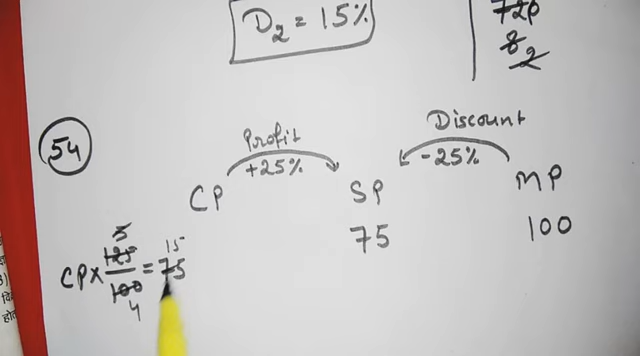 D₂ = 15%
720
8
2
54
Profit
Discount
+25%
-25%
CP
SP
MP
75
100
CP × 125/100 = 75
5
15
4